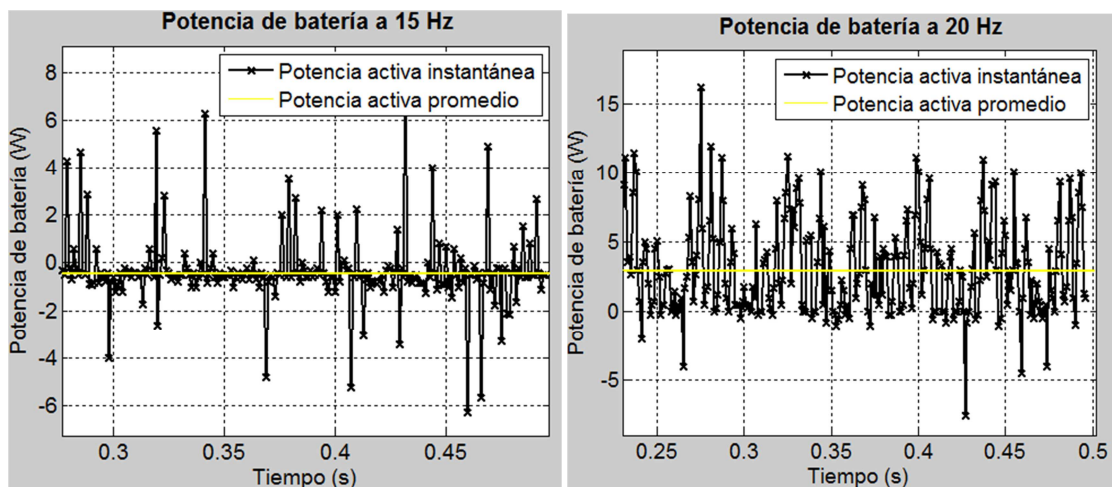 Potencia de batería a 15 Hz
Potencia activa instantánea
Potencia activa promedio
Potencia de batería (W)
8
6
4
2
0
-2
-4
-6
0.3
0.35
0.4
0.45
Tiempo (s)
Potencia de batería a 20 Hz
Potencia activa instantánea
Potencia activa promedio
Potencia de batería (W)
15
10
5
0
-5
0.25
0.3
0.35
0.4
0.45
0.5
Tiempo (s)